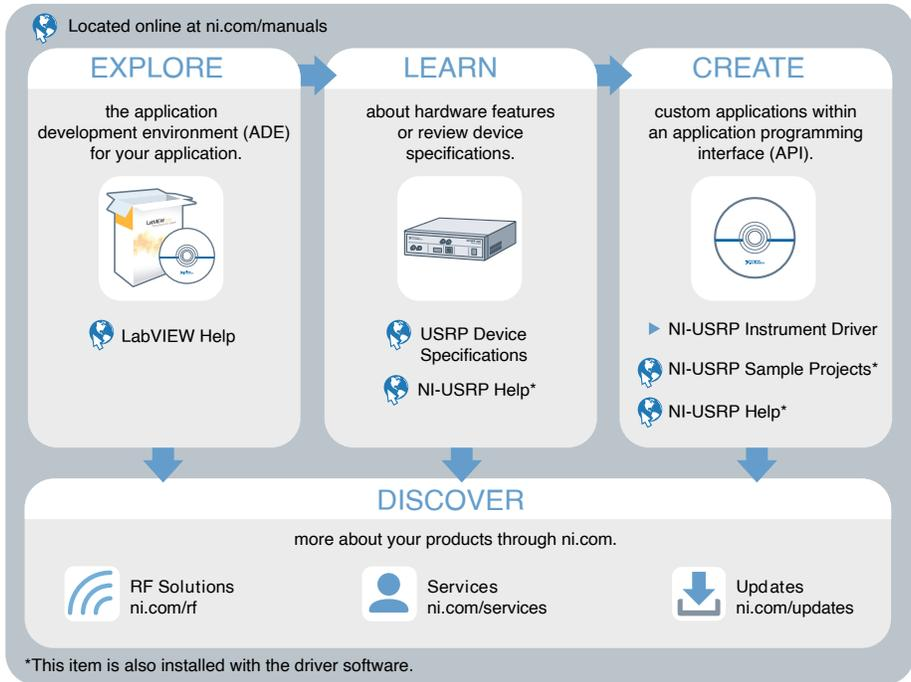 Located online at ni.com/manuals
EXPLORE
the application
development environment (ADE)
for your application.
LabVIEW
LabVIEW Help
LEARN
about hardware features
or review device
specifications.
USRP Device
Specifications
NI-USRP Help*
CREATE
custom applications within
an application programming
interface (API).
NI-USRP Instrument Driver
NI-USRP Sample Projects*
NI-USRP Help*
DISCOVER
more about your products through ni.com.
RF Solutions
ni.com/rf
Services
ni.com/services
Updates
ni.com/updates
*This item is also installed with the driver software.